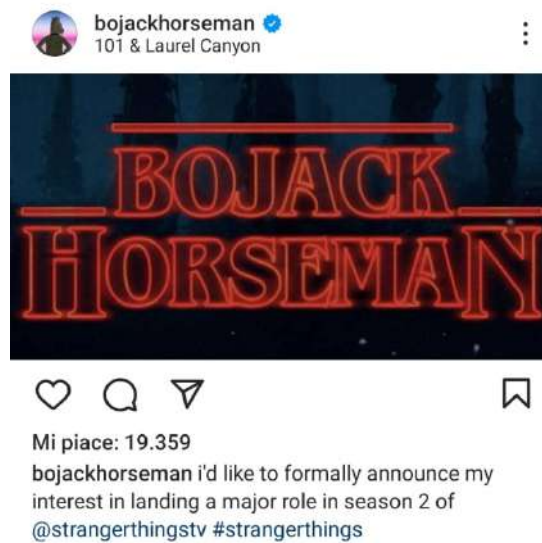 bojackhorseman
101 & Laurel Canyon
BOJACK
HORSEMAN
Mi piace: 19.359
bojackhorseman i'd like to formally announce my
interest in landing a major role in season 2 of
@strangerthingstv #strangerthings